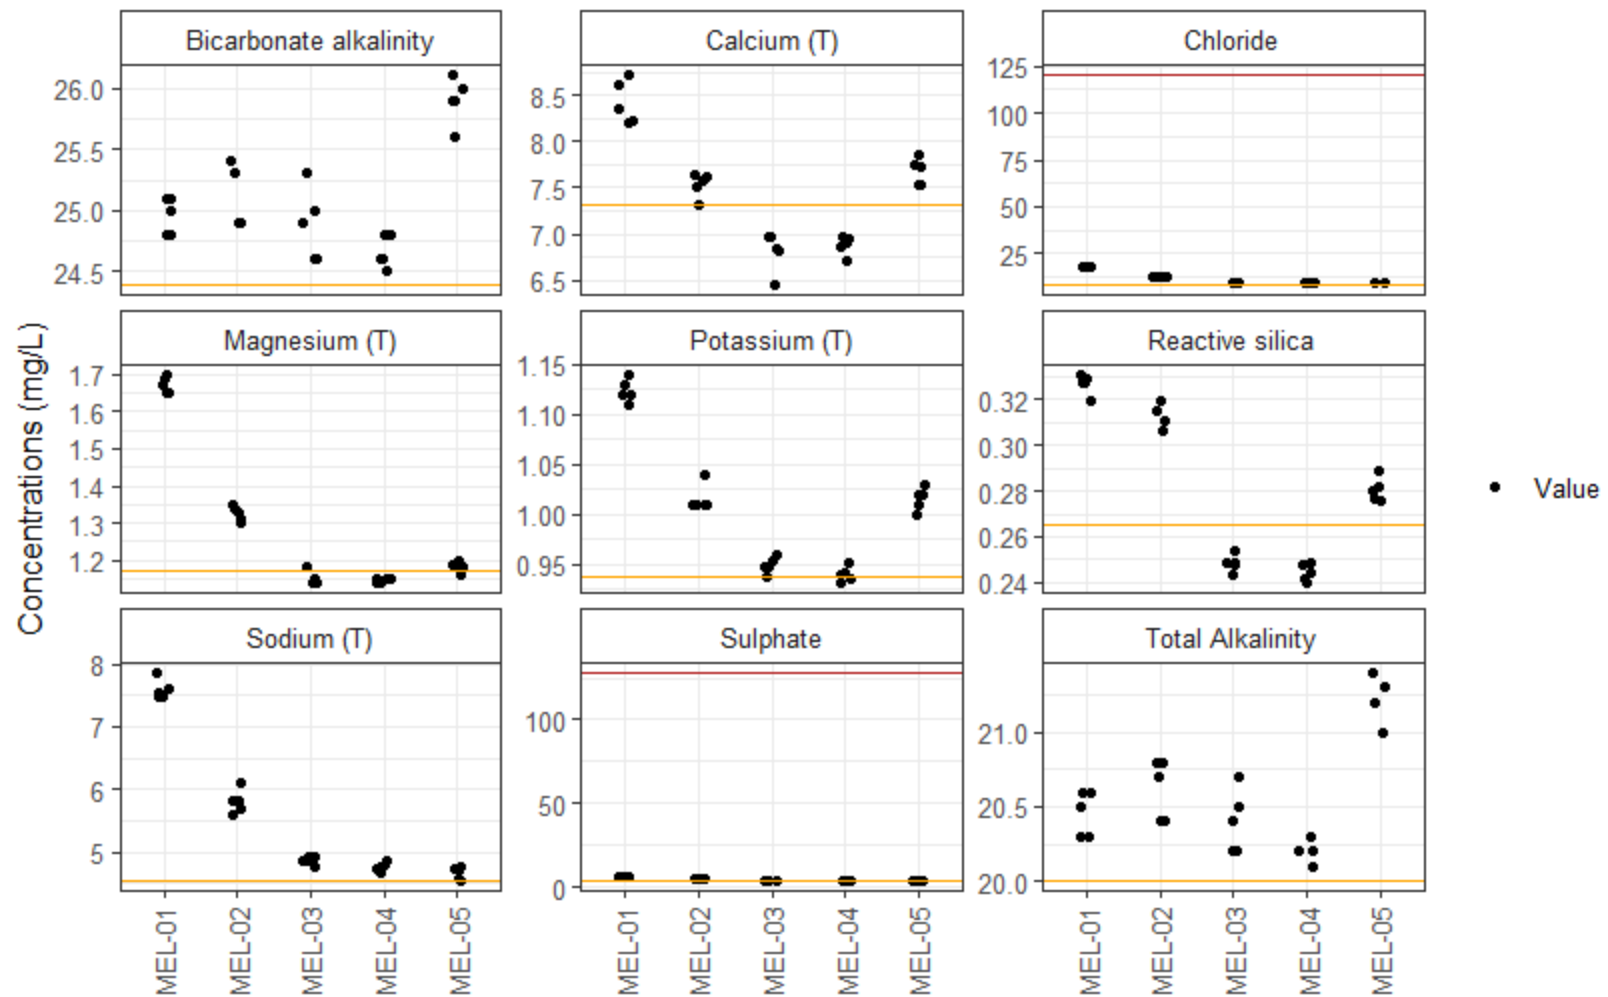 Concentrations (mg/L)
Bicarbonate alkalinity
26.0
25.5
25.0
24.5
Calcium (T)
8.5
8.0
7.5
7.0
6.5
Chloride
125
100
75
50
25
Magnesium (T)
1.7
1.6
1.5
1.4
1.3
1.2
Potassium (T)
1.15
1.10
1.05
1.00
0.95
Reactive silica
0.32
0.30
0.28
0.26
0.24
Value
Sodium (T)
8
7
6
5
Sulphate
100
50
0
Total Alkalinity
21.0
20.5
20.0
MEL-01
MEL-02
MEL-03
MEL-04
MEL-05
MEL-01
MEL-02
MEL-03
MEL-04
MEL-05
MEL-01
MEL-02
MEL-03
MEL-04
MEL-05